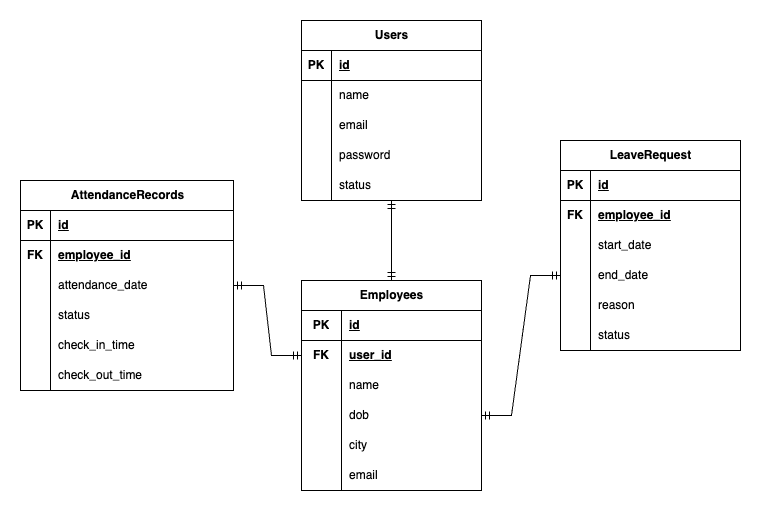 Users
PK id
name
email
password
status
LeaveRequest
PK id
FK employee_id
start_date
end_date
reason
status
AttendanceRecords
PK id
FK employee_id
attendance_date
status
check_in_time
check_out_time
Employees
PK id
FK user_id
name
dob
city
email